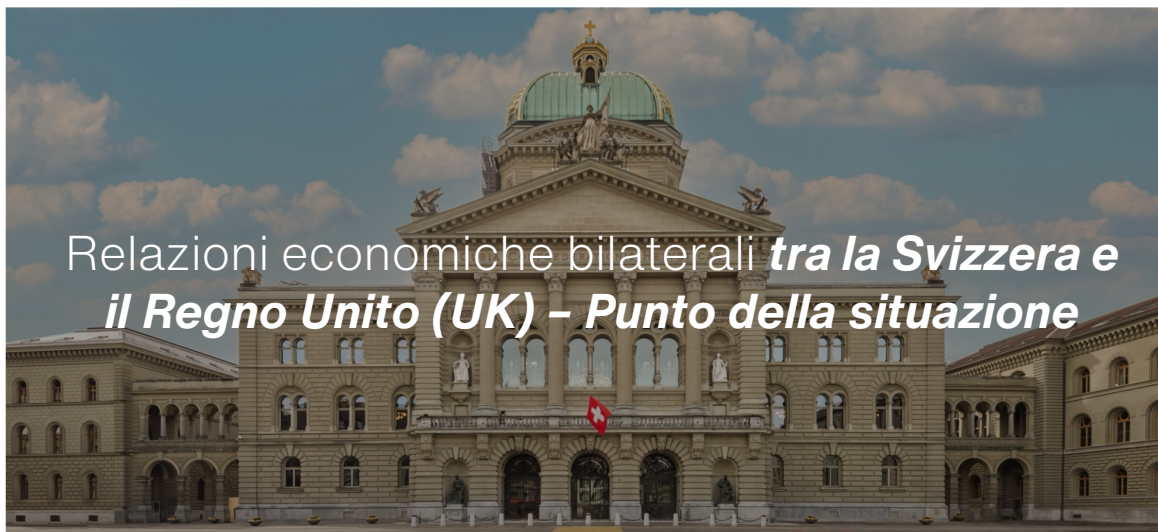 Relazioni economiche bilaterali tra la Svizzera e
il Regno Unito (UK) – Punto della situazione